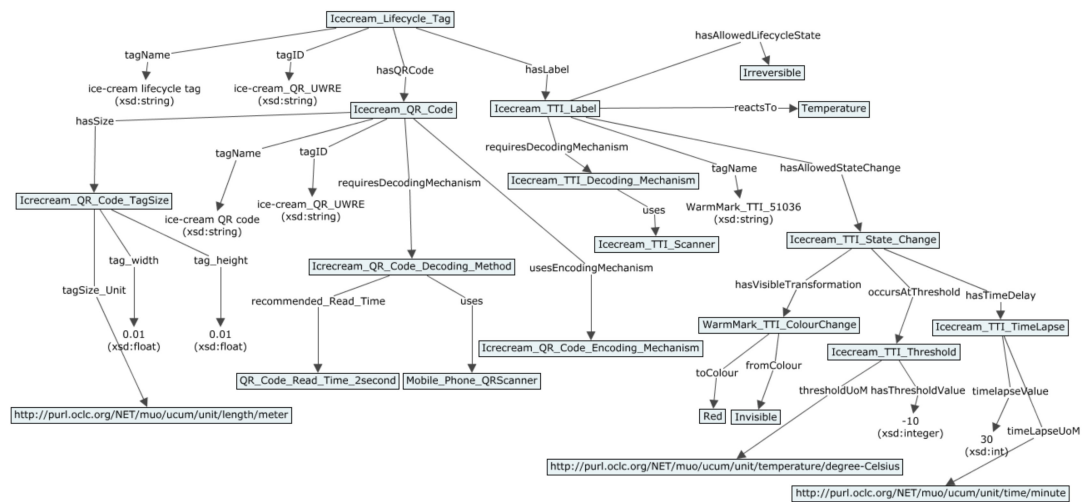 Icecream_Lifecycle_Tag
hasAllowedLifecycleState
tagName
tagID
hasQRCode
hasLabel
Irreversible
ice-cream lifecycle tag
(xsd:string)
ice-cream_QR_UWRE
(xsd:string)
Icecream_QR_Code
Icecream_TTI_Label
reactsTo
Temperature
hasSize
tagName
tagID
requiresDecodingMechanism
requiresDecodingMechanism
tagName
hasAllowedStateChange
Icecream_TTI_Decoding_Mechanism
Icrecream_QR_Code_TagSize
ice-cream QR code
(xsd:string)
ice-cream_QR_UWRE
(xsd:string)
uses
WarmMark_TTI_51036
(xsd:string)
Icecream_TTI_Scanner
Icecream_TTI_State_Change
tag_width
tag_height
Icrecream_QR_Code_Decoding_Method
usesEncodingMechanism
tagSize_Unit
hasVisibleTransformation
occursAtThreshold
hasTimeDelay
recommended_Read_Time
uses
0.01
(xsd:float)
0.01
(xsd:float)
WarmMark_TTI_ColourChange
Icecream_TTI_TimeLapse
Icrecream_QR_Code_Encoding_Mechanism
Icecream_TTI_Threshold
toColour
fromColour
QR_Code_Read_Time_2second
Mobile_Phone_QRScanner
thresholdUoM
hasThresholdValue
timelapseValue
http://purl.oclc.org/NET/muo/ucum/unit/length/meter
Red
Invisible
-10
(xsd:integer)
timeLapseUoM
30
(xsd:int)
http://purl.oclc.org/NET/muo/ucum/unit/temperature/degree-Celsius
http://purl.oclc.org/NET/muo/ucum/unit/time/minute